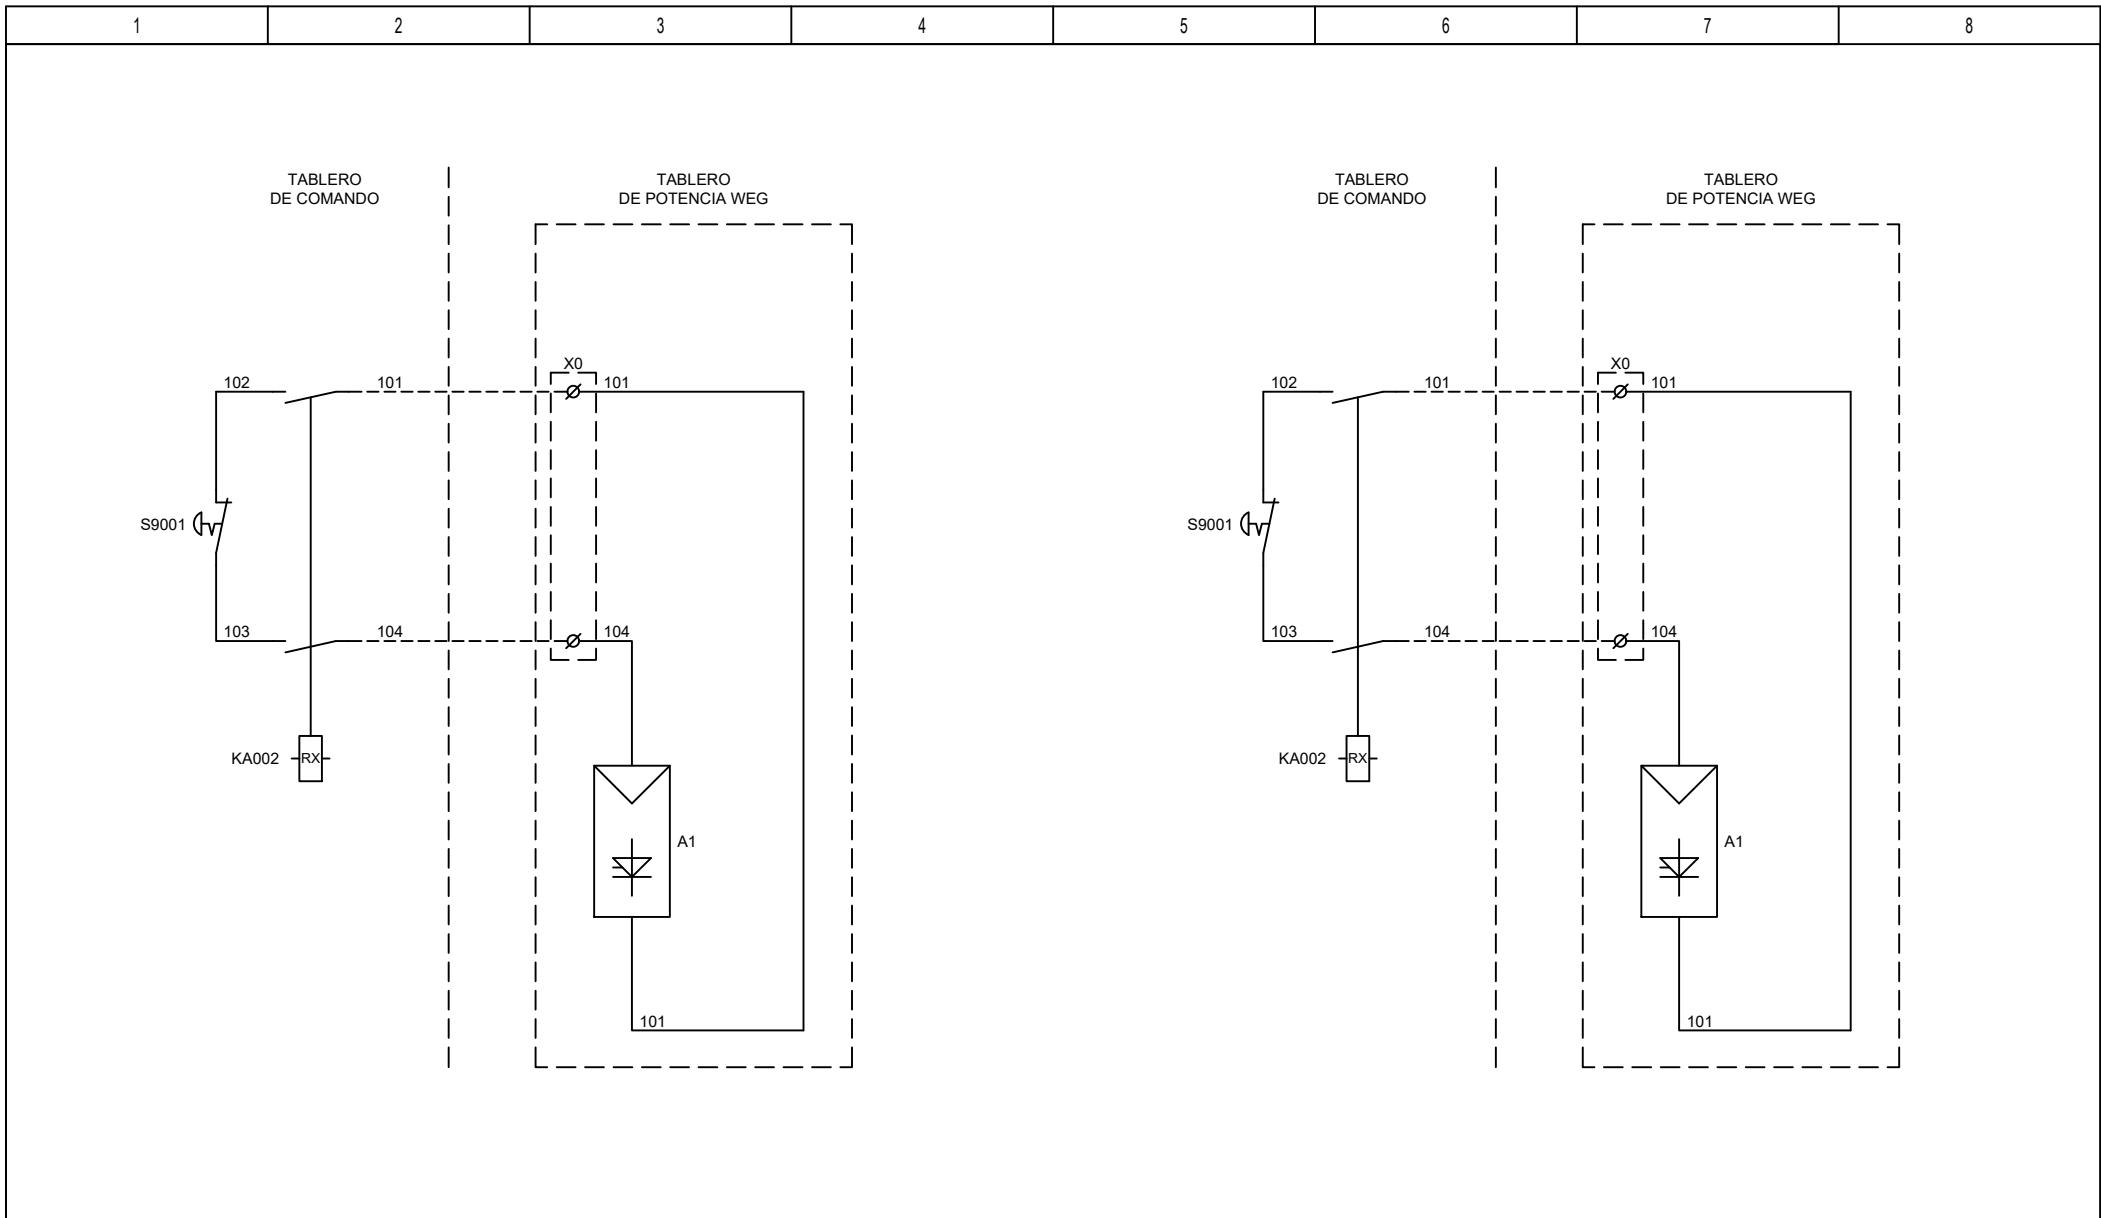 1 2 3 4 5 6 7 8
TABLERO
DE COMANDO
TABLERO
DE POTENCIA WEG
X0
102 101 101
S9001
103 104 104
KA002 RX
A1
101
TABLERO
DE COMANDO
TABLERO
DE POTENCIA WEG
X0
102 101 101
S9001
103 104 104
KA002 RX
A1
101